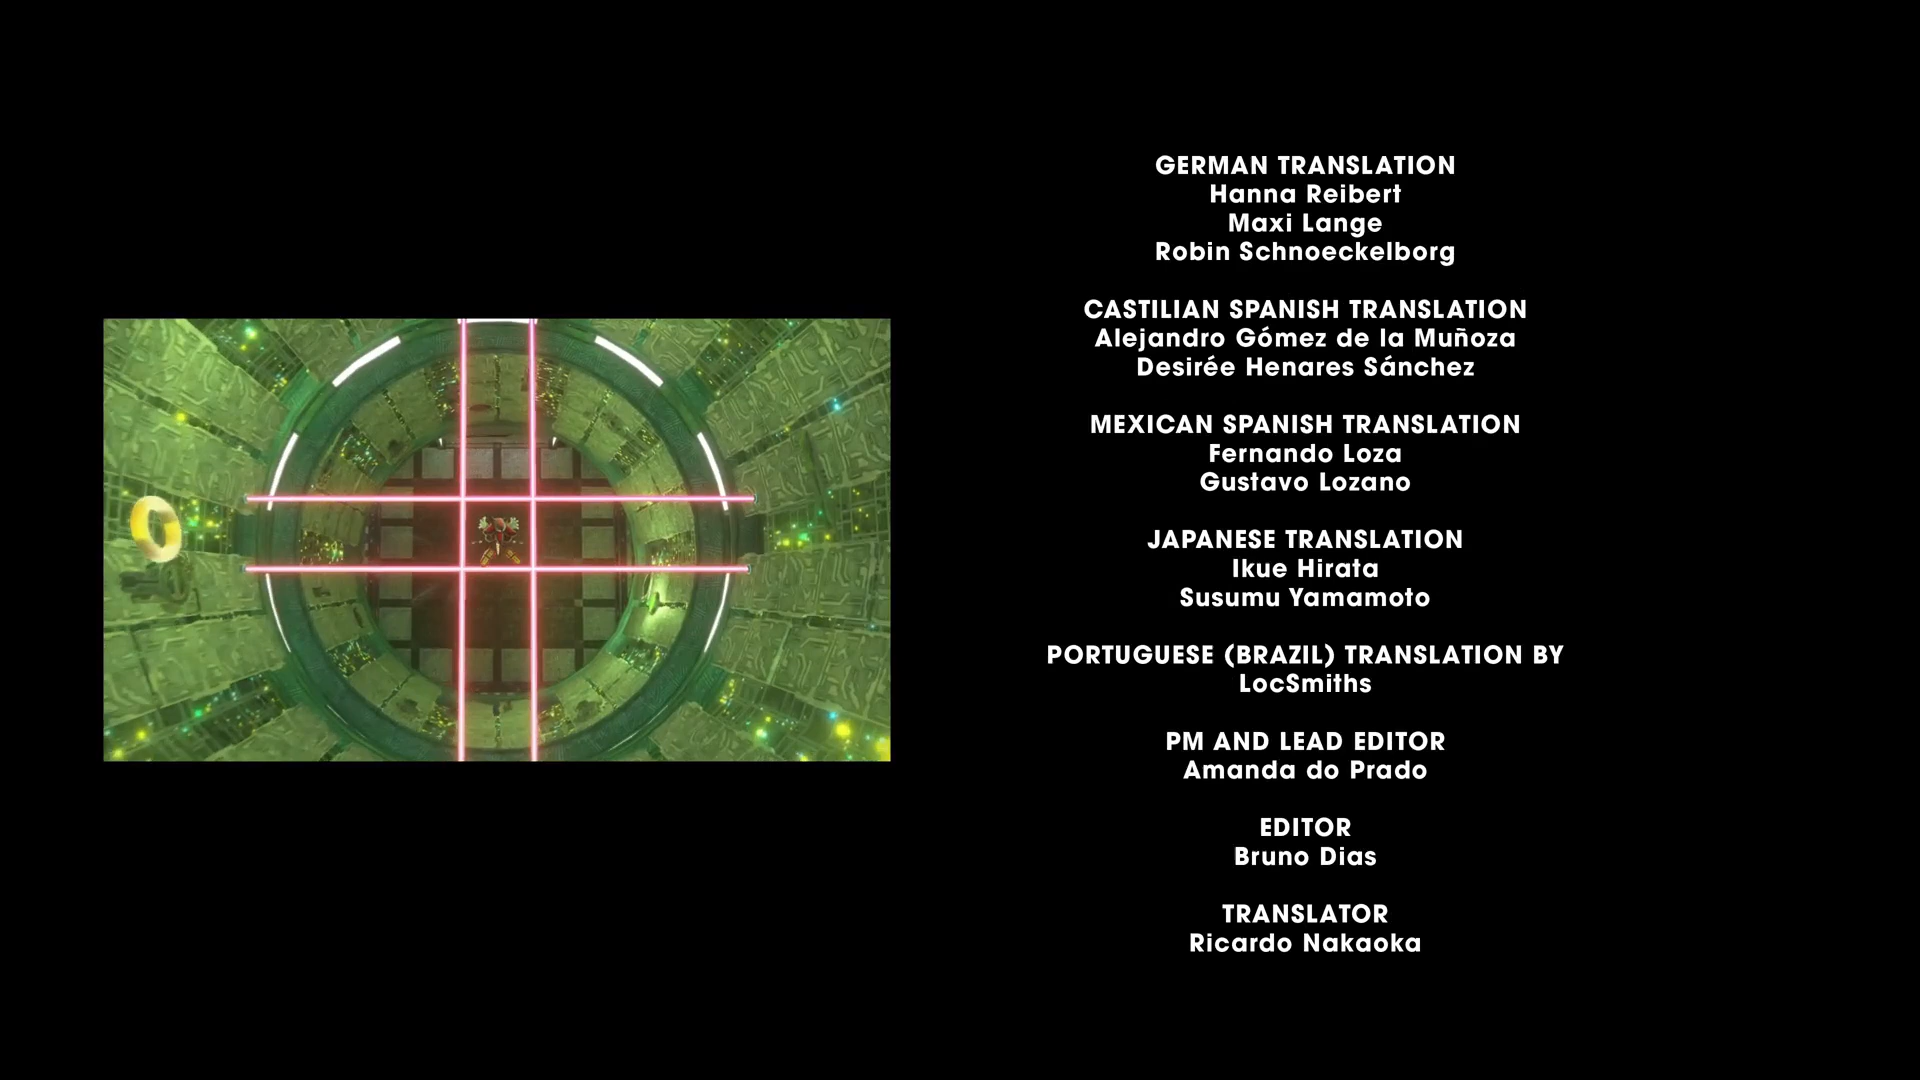 GERMAN TRANSLATION
Hanna Reibert
Maxi Lange
Robin Schnoeckelborg
CASTILIAN SPANISH TRANSLATION
Alejandro Gómez de la Muñoza
Desirée Henares Sánchez
MEXICAN SPANISH TRANSLATION
Fernando Loza
Gustavo Lozano
JAPANESE TRANSLATION
Ikue Hirata
Susumu Yamamoto
PORTUGUESE (BRAZIL) TRANSLATION BY
LocSmiths
PM AND LEAD EDITOR
Amanda do Prado
EDITOR
Bruno Dias
TRANSLATOR
Ricardo Nakaoka